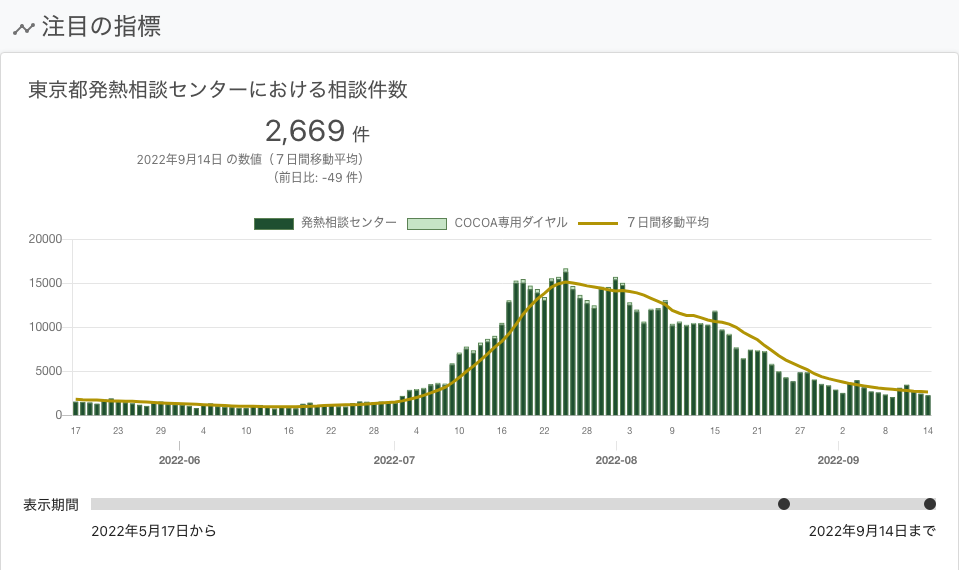 注目の指標
東京都発熱相談センターにおける相談件数
2,669 件
2022年9月14日 の数値（７日間移動平均）
（前日比: -49 件）
発熱相談センター COCOA専用ダイヤル ７日間移動平均
20000
15000
10000
5000
0
17 23 29 4 10 16 22 28 4 10 16 22 28 3 9 15 21 27 2 8 14
2022-06 2022-07 2022-08 2022-09
表示期間
2022年5月17日から 2022年9月14日まで